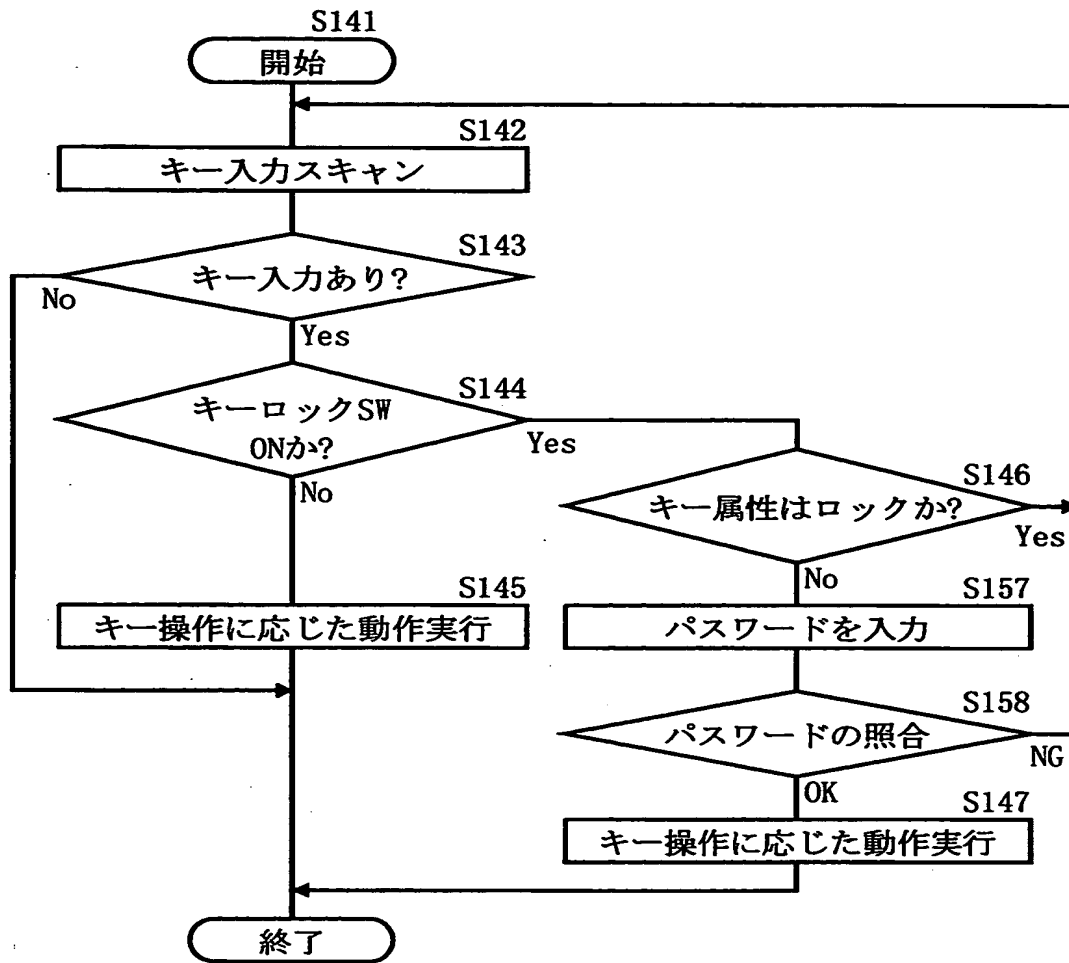 S141
開始
S142
キー入力スキャン
S143
キー入力あり?
No
Yes
S144
キーロックSW
ONか?
Yes
No
S146
キー属性はロックか?
Yes
No
S145
キー操作に応じた動作実行
S157
パスワードを入力
S158
パスワードの照合
NG
OK
S147
キー操作に応じた動作実行
終了